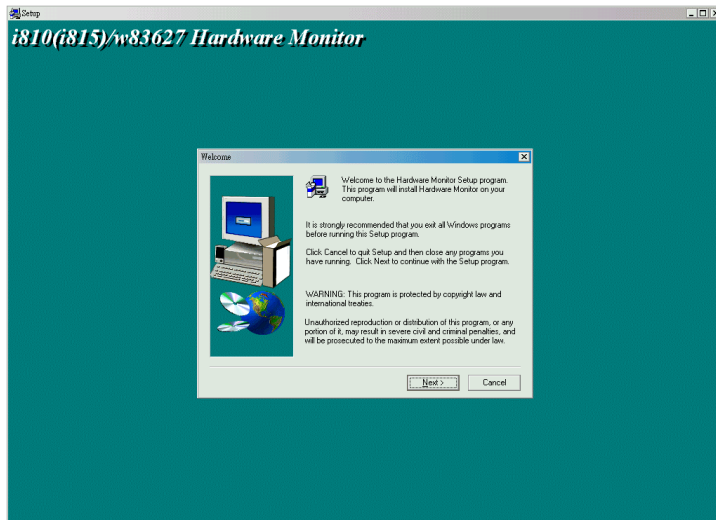 Setup
i810(i815)/w83627 Hardware Monitor
Welcome
Welcome to the Hardware Monitor Setup program.
This program will install Hardware Monitor on your
computer.
It is strongly recommended that you exit all Windows programs
before running this Setup program.
Click Cancel to quit Setup and then close any programs you
have running. Click Next to continue with the Setup program.
WARNING: This program is protected by copyright law and
international treaties.
Unauthorized reproduction or distribution of this program, or any
portion of it, may result in severe civil and criminal penalties, and
will be prosecuted to the maximum extent possible under law.
Next >
Cancel